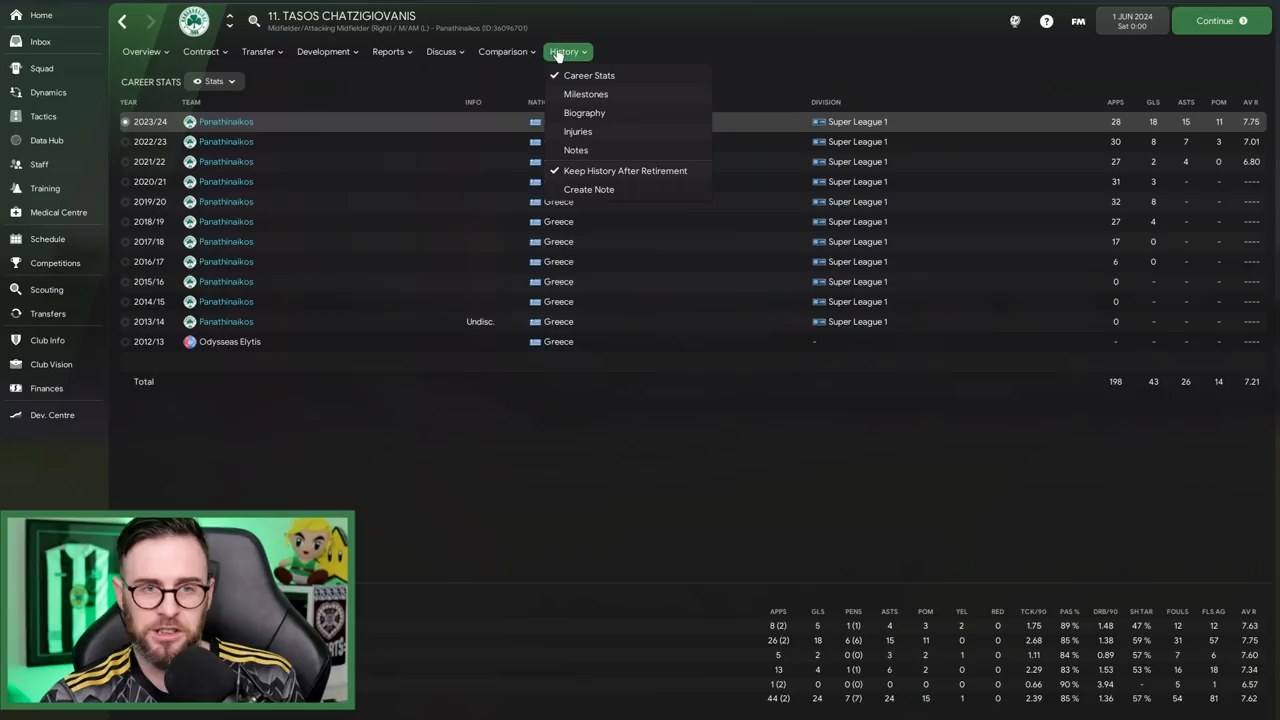 Home
Inbox
Squad
Dynamics
Tactics
Data Hub
Staff
Training
Medical Centre
Schedule
Competitions
Scouting
Transfers
Club Info
Club Vision
Finances
Dev. Centre
11. TASOS CHATZIGIOVANIS
Midfielder/Attacking Midfielder (Right) / M/AM (L) - Panathinaikos (ID:36096701)
FM
1 JUN 2024
Sat 0:00
Continue
Overview Contract Transfer Development Reports Discuss Comparison History
CAREER STATS Stats
Career Stats
Milestones
Biography
Injuries
Notes
Keep History After Retirement
Create Note
YEAR TEAM INFO NATI DIVISION APPS GLS ASTS POM AV R
2023/24 Panathinaikos Super League 1 28 18 15 11 7.75
2022/23 Panathinaikos Super League 1 30 8 7 3 7.01
2021/22 Panathinaikos Super League 1 27 2 4 0 6.80
2020/21 Panathinaikos Super League 1 31 3 - - ----
2019/20 Panathinaikos Greece Super League 1 32 8 - - ----
2018/19 Panathinaikos Greece Super League 1 27 4 - - ----
2017/18 Panathinaikos Greece Super League 1 17 0 - - ----
2016/17 Panathinaikos Greece Super League 1 6 0 - - ----
2015/16 Panathinaikos Greece Super League 1 0 - - - ----
2014/15 Panathinaikos Greece Super League 1 0 - - - ----
2013/14 Panathinaikos Undisc. Greece Super League 1 0 - - - ----
2012/13 Odysseas Elytis Greece - - - - - ----
Total 198 43 26 14 7.21
APPS GLS PENS ASTS POM YEL RED TCK/90 PAS % DRB/90 SH TAR FOULS FLS AG AV R
8 (2) 5 1 (1) 4 3 2 0 1.75 89 % 1.48 47 % 12 12 7.63
26 (2) 18 6 (6) 15 11 0 0 2.68 85 % 1.38 59 % 31 57 7.75
5 2 0 (0) 3 2 1 0 1.11 84 % 0.89 57 % 7 6 7.60
13 4 1 (1) 6 2 0 0 2.29 83 % 1.53 53 % 16 18 7.34
1 (2) 0 0 (0) 0 0 0 0 0.66 90 % 3.94 - 5 1 6.57
44 (2) 24 7 (7) 24 15 1 0 2.39 85 % 1.36 57 % 54 81 7.62